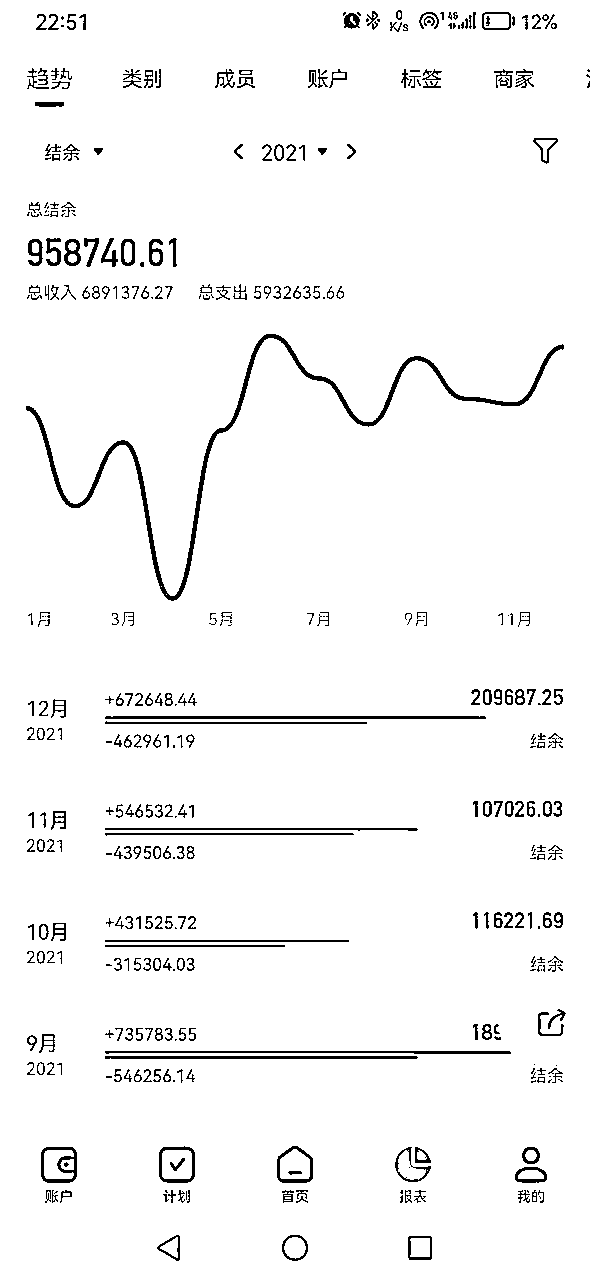 22:51 0 K/s 1 4G 12%
趋势 类别 成员 账户 标签 商家
结余 2021
总结余
958740.61
总收入 6891376.27 总支出 5932635.66
1月 3月 5月 7月 9月 11月
12月 +672648.44 209687.25
2021 -462961.19 结余
11月 +546532.41 107026.03
2021 -439506.38 结余
10月 +431525.72 116221.69
2021 -315304.03 结余
9月 +735783.55 189
2021 -546256.14 结余
账户 计划 首页 报表 我的